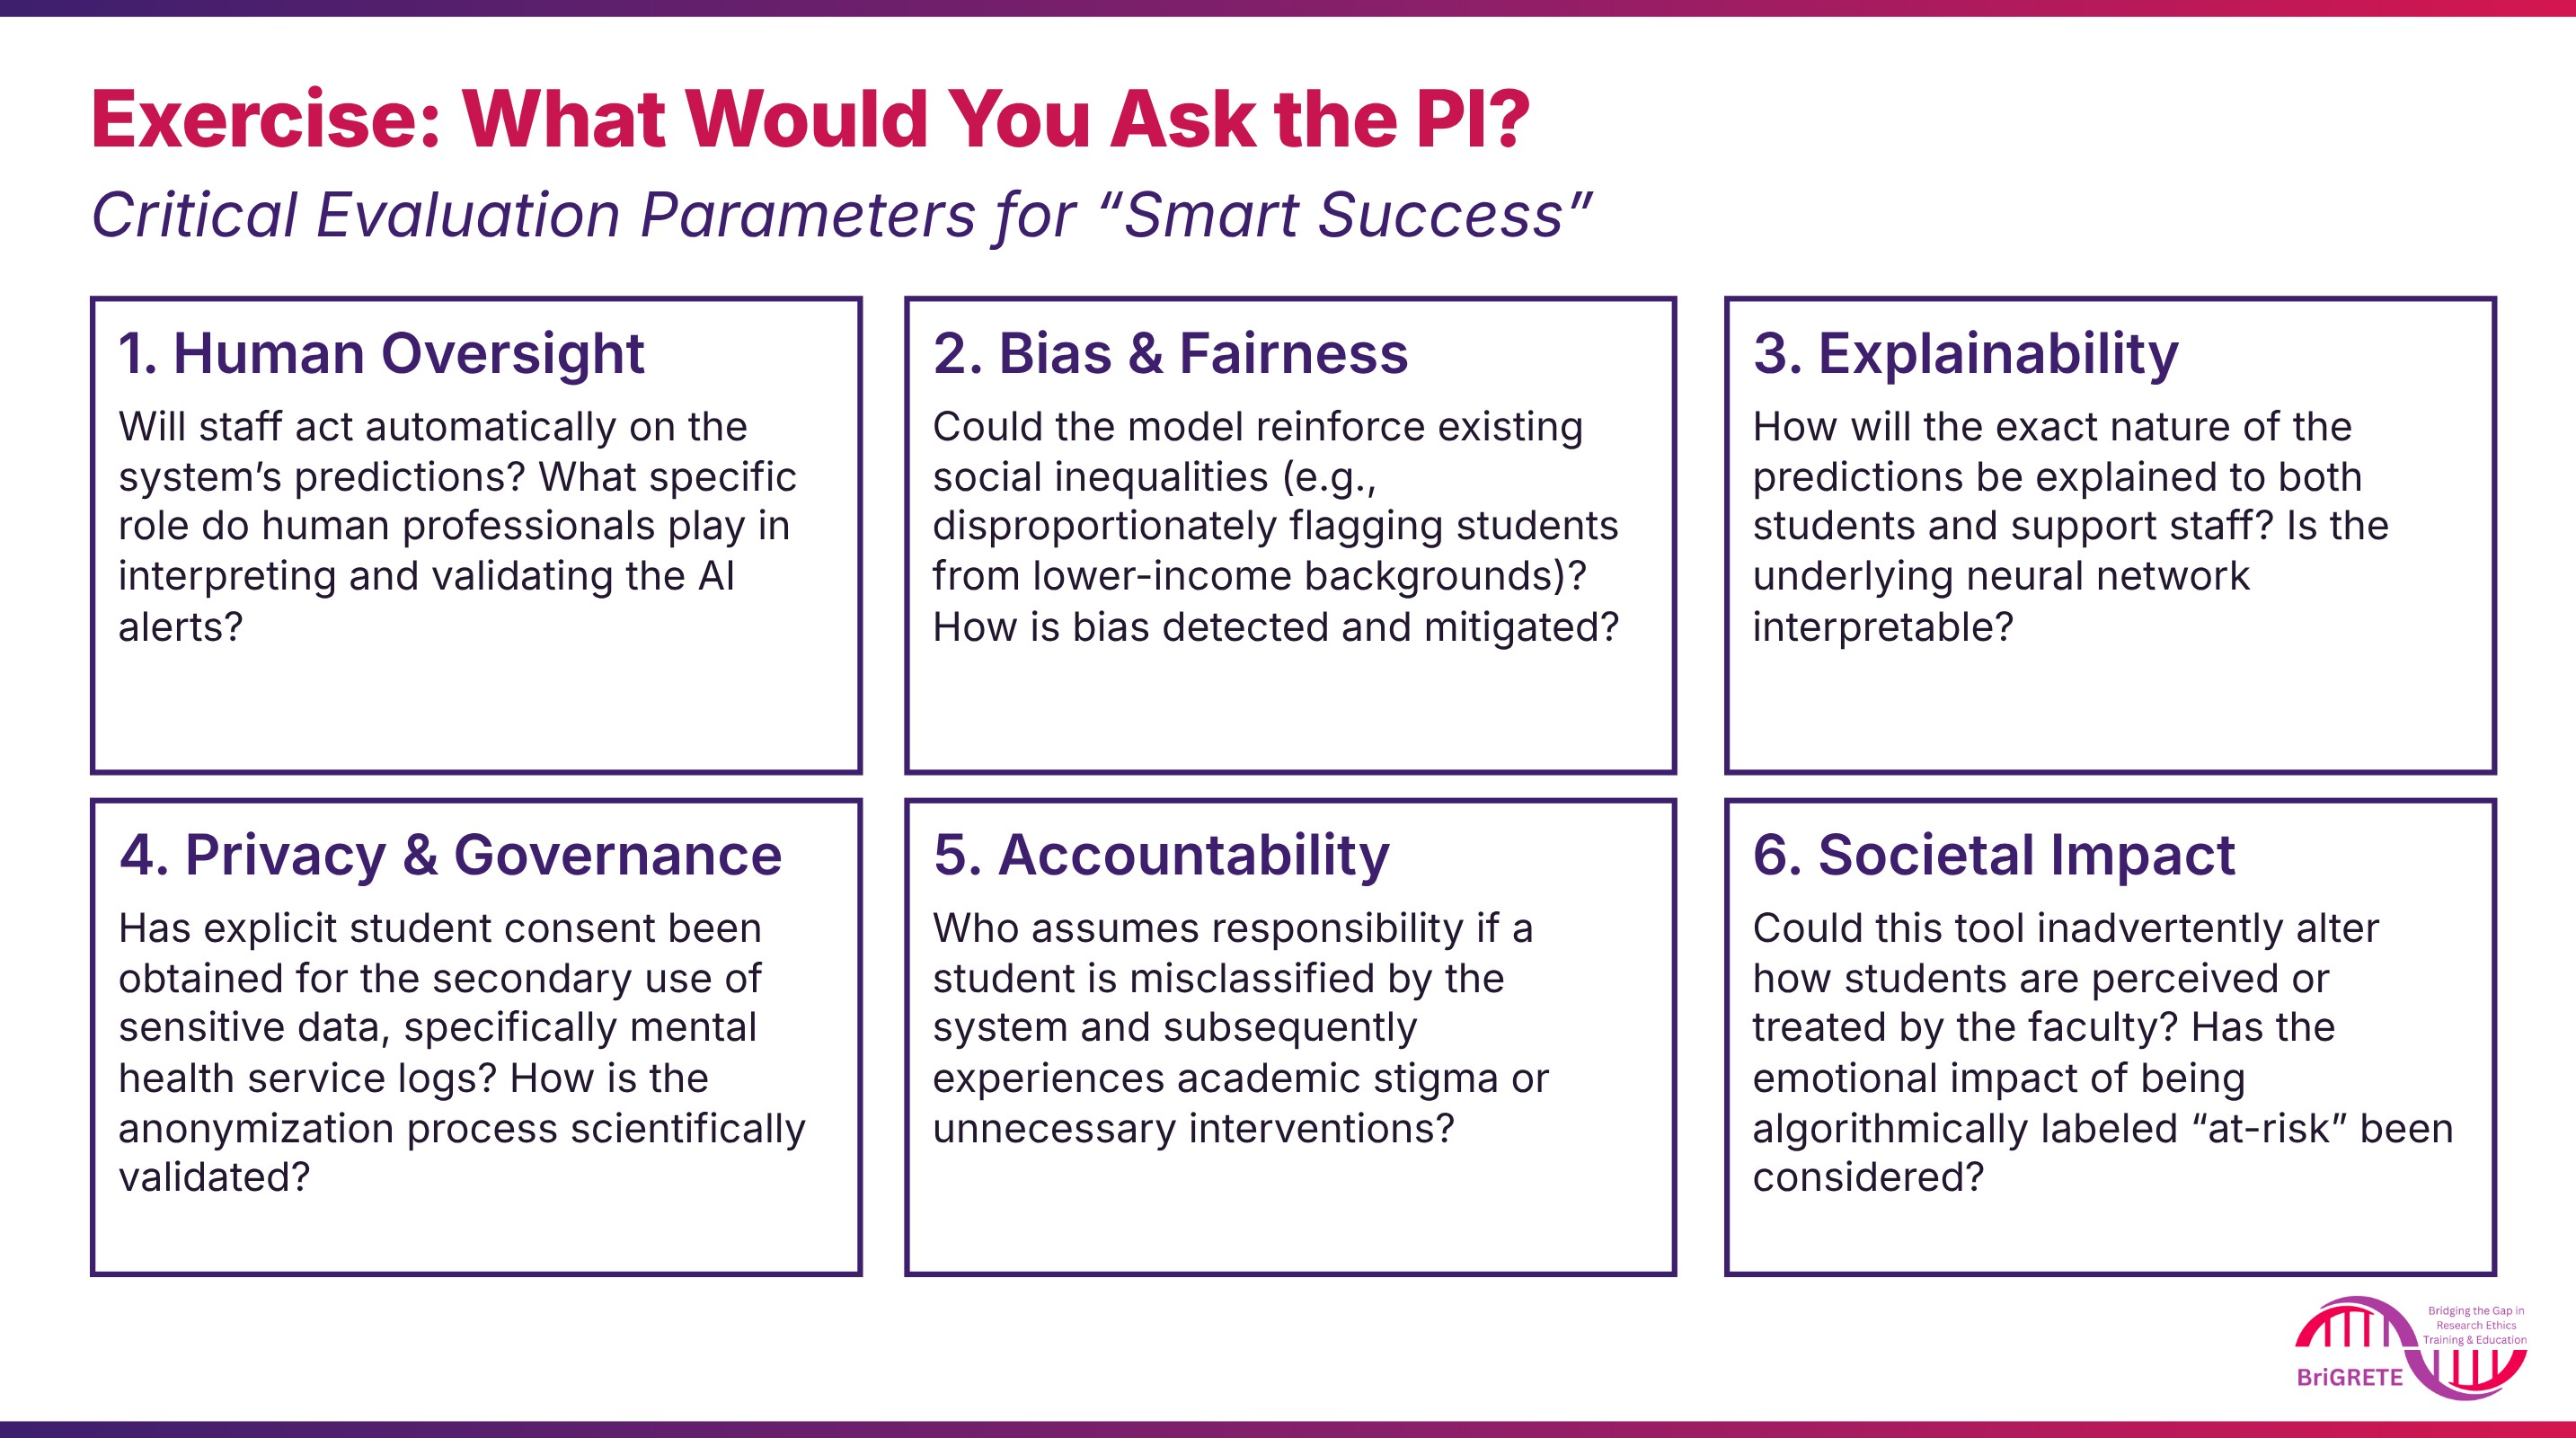 Exercise: What Would You Ask the PI?
Critical Evaluation Parameters for “Smart Success”
1. Human Oversight
Will staff act automatically on the
system’s predictions? What specific
role do human professionals play in
interpreting and validating the AI
alerts?
2. Bias & Fairness
Could the model reinforce existing
social inequalities (e.g.,
disproportionately flagging students
from lower-income backgrounds)?
How is bias detected and mitigated?
3. Explainability
How will the exact nature of the
predictions be explained to both
students and support staff? Is the
underlying neural network
interpretable?
4. Privacy & Governance
Has explicit student consent been
obtained for the secondary use of
sensitive data, specifically mental
health service logs? How is the
anonymization process scientifically
validated?
5. Accountability
Who assumes responsibility if a
student is misclassified by the
system and subsequently
experiences academic stigma or
unnecessary interventions?
6. Societal Impact
Could this tool inadvertently alter
how students are perceived or
treated by the faculty? Has the
emotional impact of being
algorithmically labeled “at-risk” been
considered?
Bridging the Gap in
Research Ethics
Training & Education
BriGRETE